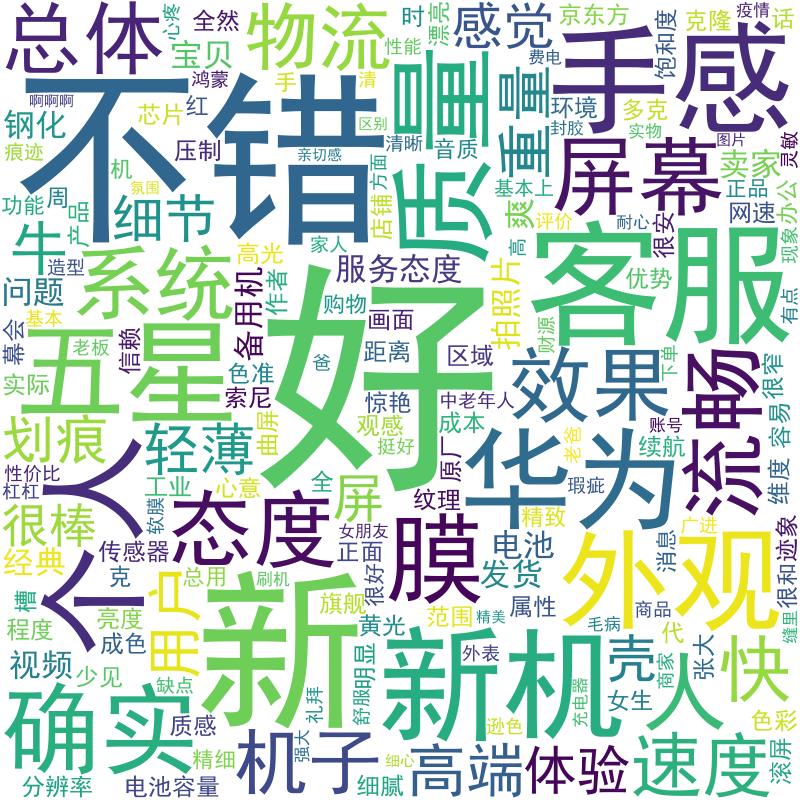 总体
心疼
全然
宝贝
物流
时
漂亮
感觉
京东方
克隆
疫情
话
性能
饱和度
手感
不错
质量
重量
屏幕
啊啊啊
鸿蒙
手
清
费电
钢化
芯片
红
区别
清晰
音质
环境
封胶
多克
实物
图片
卖家
灵敏
痕迹
机
压制
亲切感
方面
店铺
基本上
正品
办公
氛围
功能
周
细节
爽
评价
耐心
很安
网速
现象
产品
牛
造型
系统
高光
家人
高
客服
优势
问题
备用机
作者
服务态度
拍照片
有点
幕会
基本
信赖
购物
画面
财源
五星
好
老板
爸
距离
区域
效果
下单
流畅
很窄
实际
色准
索尼
惊艳
中老年人
账号
容易
划痕
轻薄
曲屏
观感
成本
华为
老爸
续航
维度
性价比
挺好
原厂
杠杠
个人
工业
心意
全
屏
纹理
瑕疵
软膜
很棒
态度
膜
精致
广进
传感器
女朋友
正面
电池
外观
消息
迹象
经典
克
总用
刷机
很好
发货
很和
槽
用户
新
旗舰
范围
属性
精美
商品
缝里
程度
亮度
黄光
新机
毛病
代
成色
外表
壳
人
张大
快
视频
少见
缺点
明显
舒服
女生
商家
确实
质感
礼拜
逊色
充电器
色彩
精细
机子
强大
高端
体验
速度
滚屏
分辨率
电池容量
细腻
细心